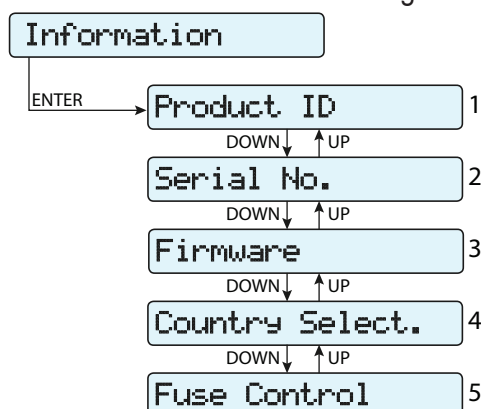 Information
ENTER
Product ID 1
DOWN UP
Serial No. 2
DOWN UP
Firmware 3
DOWN UP
Country Select. 4
DOWN UP
Fuse Control 5